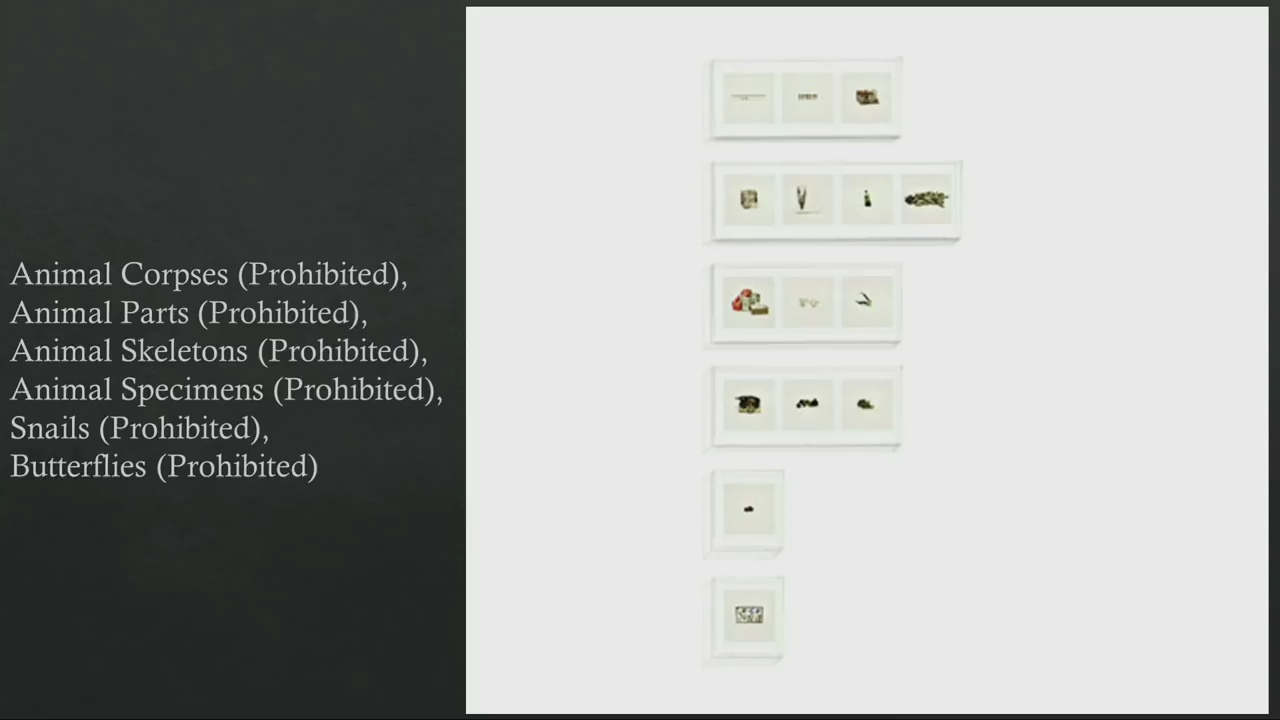 Animal Corpses (Prohibited),
Animal Parts (Prohibited),
Animal Skeletons (Prohibited),
Animal Specimens (Prohibited),
Snails (Prohibited),
Butterflies (Prohibited)